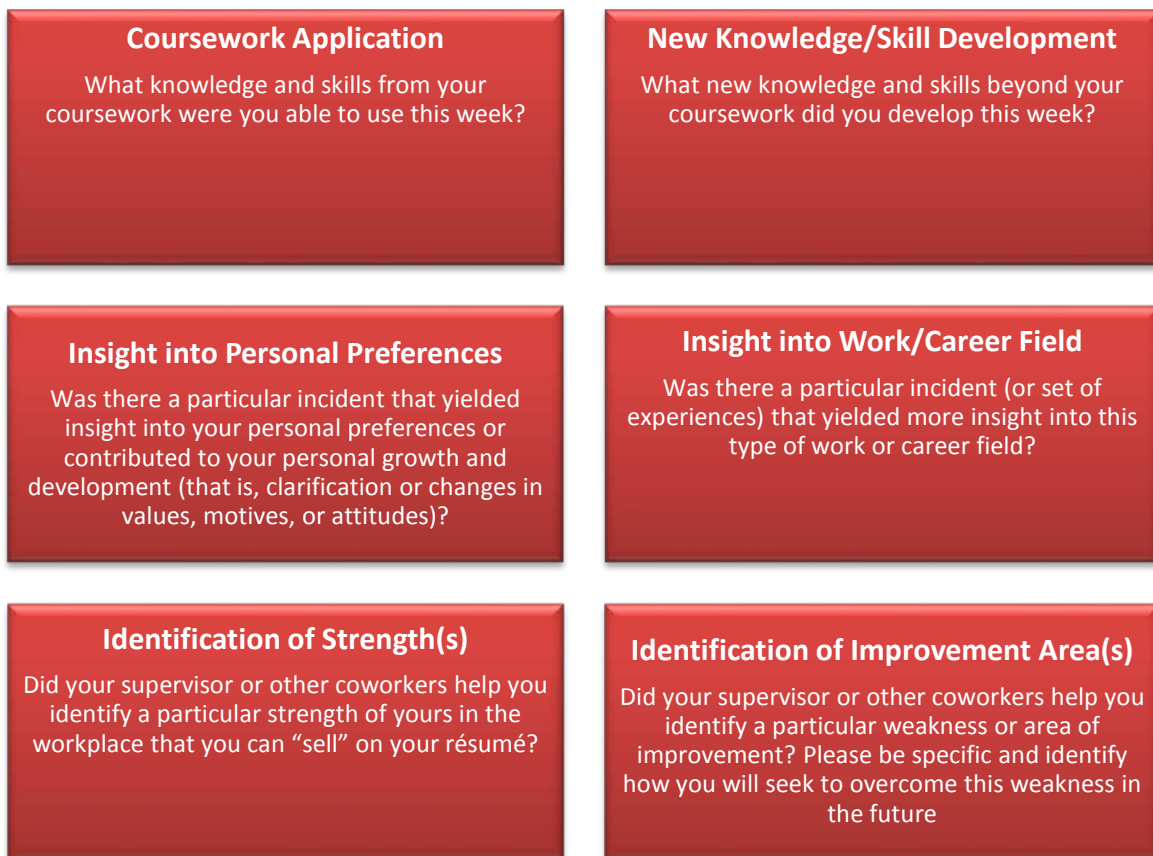 Coursework Application
What knowledge and skills from your
coursework were you able to use this week?
New Knowledge/Skill Development
What new knowledge and skills beyond your
coursework did you develop this week?
Insight into Personal Preferences
Was there a particular incident that yielded
insight into your personal preferences or
contributed to your personal growth and
development (that is, clarification or changes in
values, motives, or attitudes)?
Insight into Work/Career Field
Was there a particular incident (or set of
experiences) that yielded more insight into this
type of work or career field?
Identification of Strength(s)
Did your supervisor or other coworkers help you
identify a particular strength of yours in the
workplace that you can “sell” on your résumé?
Identification of Improvement Area(s)
Did your supervisor or other coworkers help you
identify a particular weakness or area of
improvement? Please be specific and identify
how you will seek to overcome this weakness in
the future